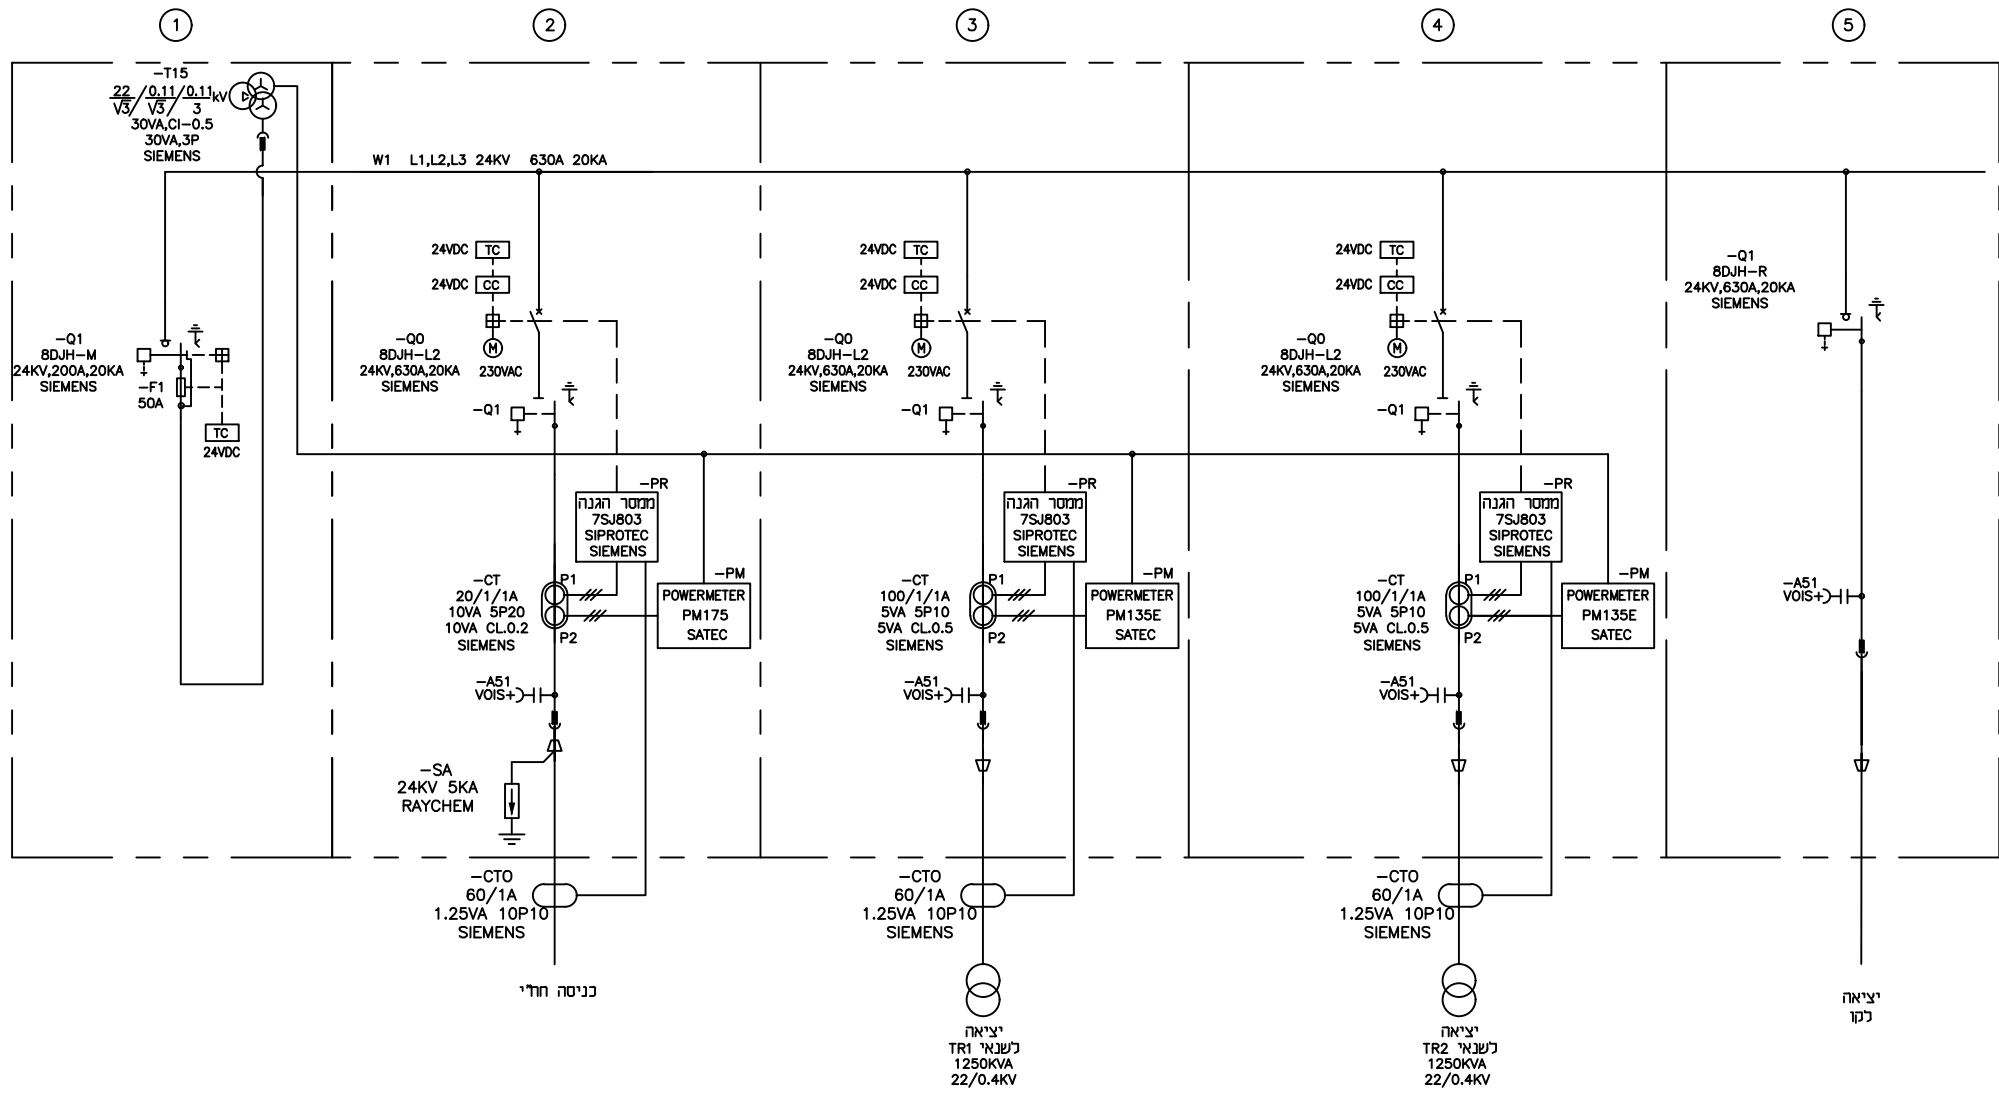 1
2
3
4
5
-T15
22/√3 / 0.11/√3 / 0.11/3 kV
30VA,Cl-0.5
30VA,3P
SIEMENS
-Q1
8DJH-M
24KV,200A,20KA
SIEMENS
-F1
50A
TC
24VDC
W1 L1,L2,L3 24KV 630A 20KA
24VDC TC
24VDC CC
M
230VAC
-Q0
8DJH-L2
24KV,630A,20KA
SIEMENS
-Q1
-PR
ממסר הגנה
7SJ803
SIPROTEC
SIEMENS
-CT
20/1/1A
10VA 5P20
10VA CL.0.2
SIEMENS
P1
P2
-PM
POWERMETER
PM175
SATEC
-A51
VOIS+
-SA
24KV 5KA
RAYCHEM
-CTO
60/1A
1.25VA 10P10
SIEMENS
כניסה חח"י
24VDC TC
24VDC CC
M
230VAC
-Q0
8DJH-L2
24KV,630A,20KA
SIEMENS
-Q1
-PR
ממסר הגנה
7SJ803
SIPROTEC
SIEMENS
-CT
100/1/1A
5VA 5P10
5VA CL.0.5
SIEMENS
P1
P2
-PM
POWERMETER
PM135E
SATEC
-A51
VOIS+
-CTO
60/1A
1.25VA 10P10
SIEMENS
יציאה
לשנאי TR1
1250KVA
22/0.4KV
24VDC TC
24VDC CC
M
230VAC
-Q0
8DJH-L2
24KV,630A,20KA
SIEMENS
-Q1
-PR
ממסר הגנה
7SJ803
SIPROTEC
SIEMENS
-CT
100/1/1A
5VA 5P10
5VA CL.0.5
SIEMENS
P1
P2
-PM
POWERMETER
PM135E
SATEC
-A51
VOIS+
-CTO
60/1A
1.25VA 10P10
SIEMENS
יציאה
לשנאי TR2
1250KVA
22/0.4KV
-Q1
8DJH-R
24KV,630A,20KA
SIEMENS
-A51
VOIS+
יציאה
לקו